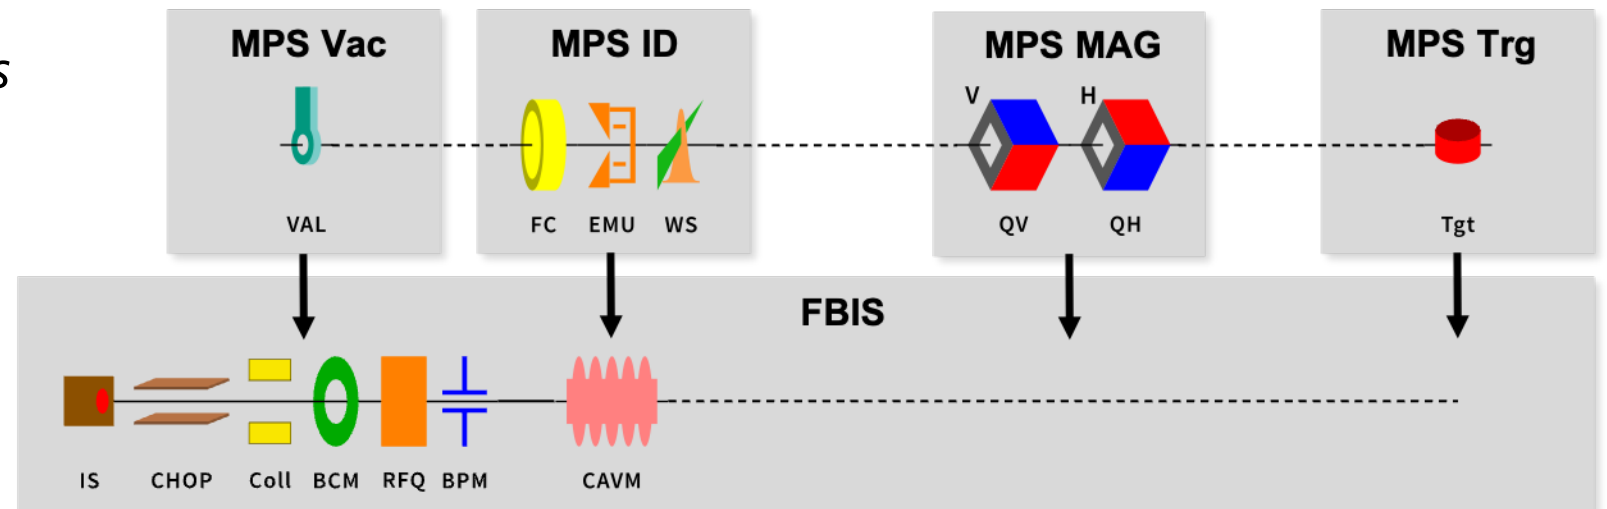 s
MPS Vac
VAL
MPS ID
FC EMU WS
MPS MAG
V H
QV QH
MPS Trg
Tgt
FBIS
IS CHOP Coll BCM RFQ BPM CAVM